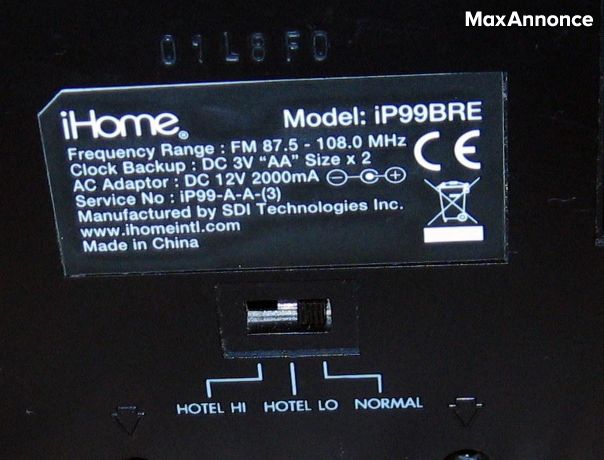 MaxAnnonce
01L8F0
iHome® Model: iP99BRE
Frequency Range : FM 87.5 - 108.0 MHz
Clock Backup : DC 3V “AA” Size x 2
AC Adaptor : DC 12V 2000mA
Service No : iP99-A-A-(3)
Manufactured by SDI Technologies Inc.
www.ihomeintl.com
Made in China
CE
HOTEL HI HOTEL LO NORMAL